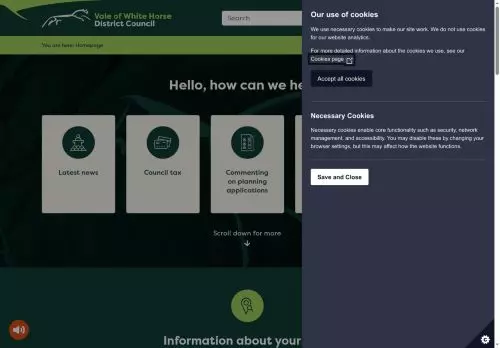 Vale of White Horse
District Council
Search
You are here: Homepage
Hello, how can we he
Latest news
Council tax
Commenting
on planning
applications
Scroll down for more
Information about your
Our use of cookies
We use necessary cookies to make our site work. We do not use cookies
for our website analytics.
For more detailed information about the cookies we use, see our
Cookies page
Accept all cookies
Necessary Cookies
Necessary cookies enable core functionality such as security, network
management, and accessibility. You may disable these by changing your
browser settings, but this may affect how the website functions.
Save and Close